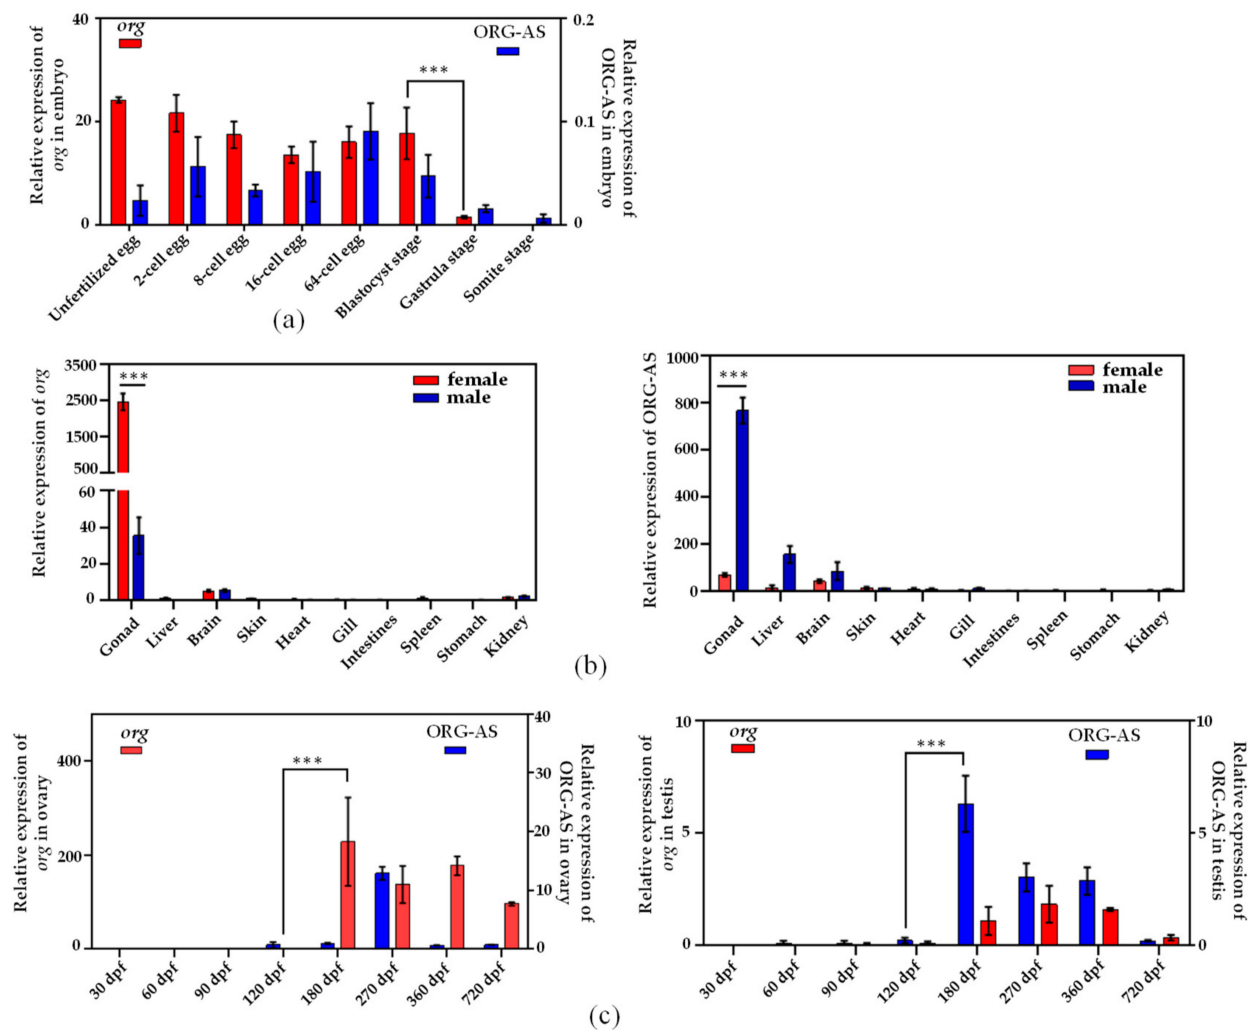 org
ORG-AS
Relative expression of
org in embryo
40
20
0
***
0.2
0.1
0
Relative expression of
ORG-AS in embryo
Unfertilized egg
2-cell egg
8-cell egg
16-cell egg
64-cell egg
Blastocyst stage
Gastrula stage
Somite stage
(a)
Relative expression of org
3500
2500
1500
500
60
40
20
0
***
female
male
Gonad
Liver
Brain
Skin
Heart
Gill
Intestines
Spleen
Stomach
Kidney
Relative expression of ORG-AS
1000
800
600
400
200
0
***
female
male
Gonad
Liver
Brain
Skin
Heart
Gill
Intestines
Spleen
Stomach
Kidney
(b)
Relative expression of
org in ovary
400
200
0
org
ORG-AS
***
40
30
20
10
0
Relative expression of
ORG-AS in ovary
30 dpf
60 dpf
90 dpf
120 dpf
180 dpf
270 dpf
360 dpf
720 dpf
Relative expression of
org in testis
10
5
0
org
ORG-AS
***
10
5
0
Relative expression of
ORG-AS in testis
30 dpf
60 dpf
90 dpf
120 dpf
180 dpf
270 dpf
360 dpf
720 dpf
(c)